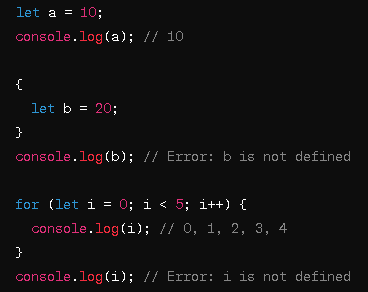 let a = 10;
console.log(a); // 10
{
let b = 20;
}
console.log(b); // Error: b is not defined
for (let i = 0; i < 5; i++) {
console.log(i); // 0, 1, 2, 3, 4
}
console.log(i); // Error: i is not defined